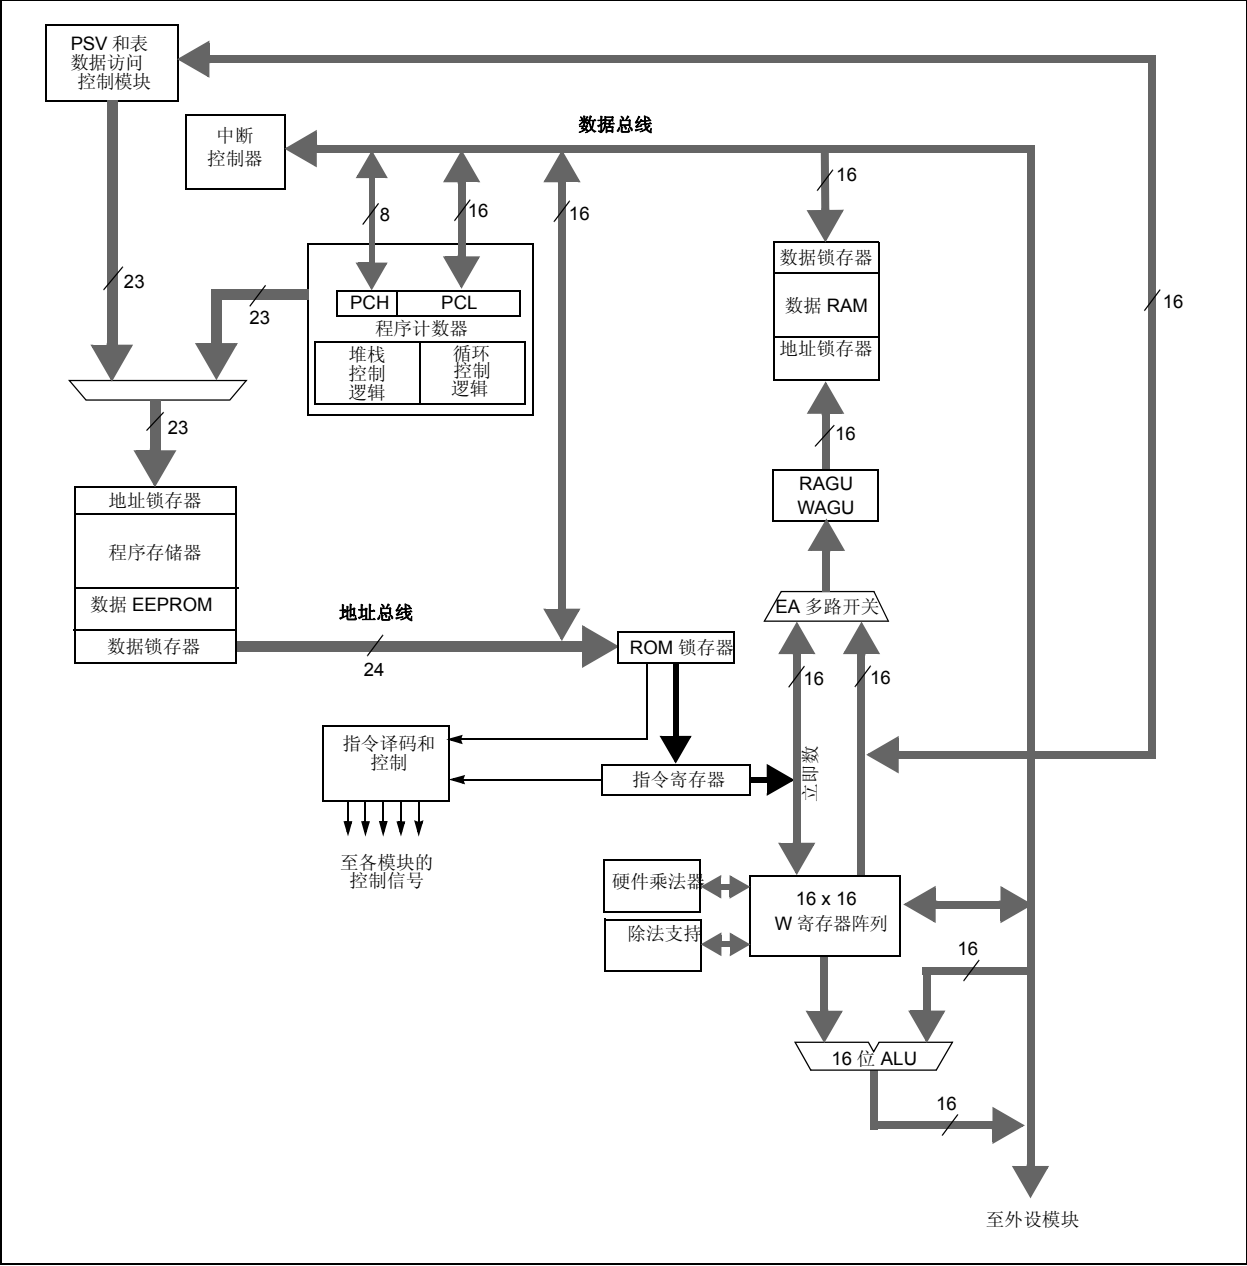 PSV 和表
数据访问
控制模块
中断
控制器
数据总线
16
8
16
16
16
23
23
PCH
PCL
程序计数器
堆栈
控制
逻辑
循环
控制
逻辑
数据锁存器
数据 RAM
地址锁存器
23
16
RAGU
WAGU
地址锁存器
程序存储器
数据 EEPROM
数据锁存器
地址总线
24
EA 多路开关
ROM 锁存器
16
16
指令译码和
控制
指令寄存器
立即数
至各模块的
控制信号
硬件乘法器
除法支持
16 x 16
W 寄存器阵列
16
16 位 ALU
16
至外设模块